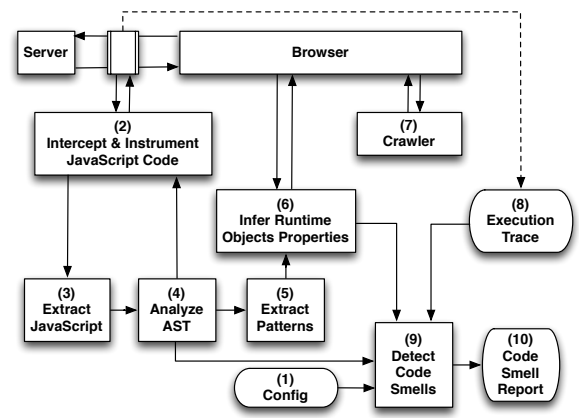 Server
Browser
(2)
Intercept & Instrument
JavaScript Code
(7)
Crawler
(6)
Infer Runtime
Objects Properties
(8)
Execution
Trace
(3)
Extract
JavaScript
(4)
Analyze
AST
(5)
Extract
Patterns
(9)
Detect
Code
Smells
(10)
Code
Smell
Report
(1)
Config